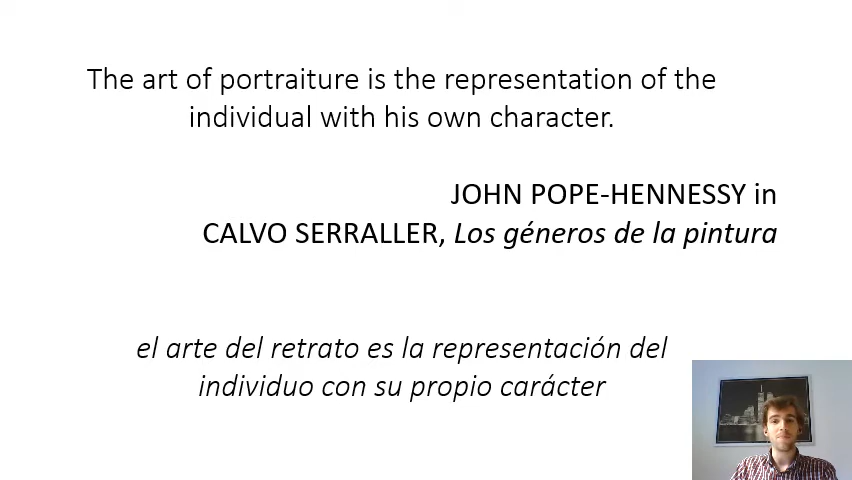 The art of portraiture is the representation of the
individual with his own character.
JOHN POPE-HENNESSY in
CALVO SERRALLER, Los géneros de la pintura
el arte del retrato es la representación del
individuo con su propio carácter